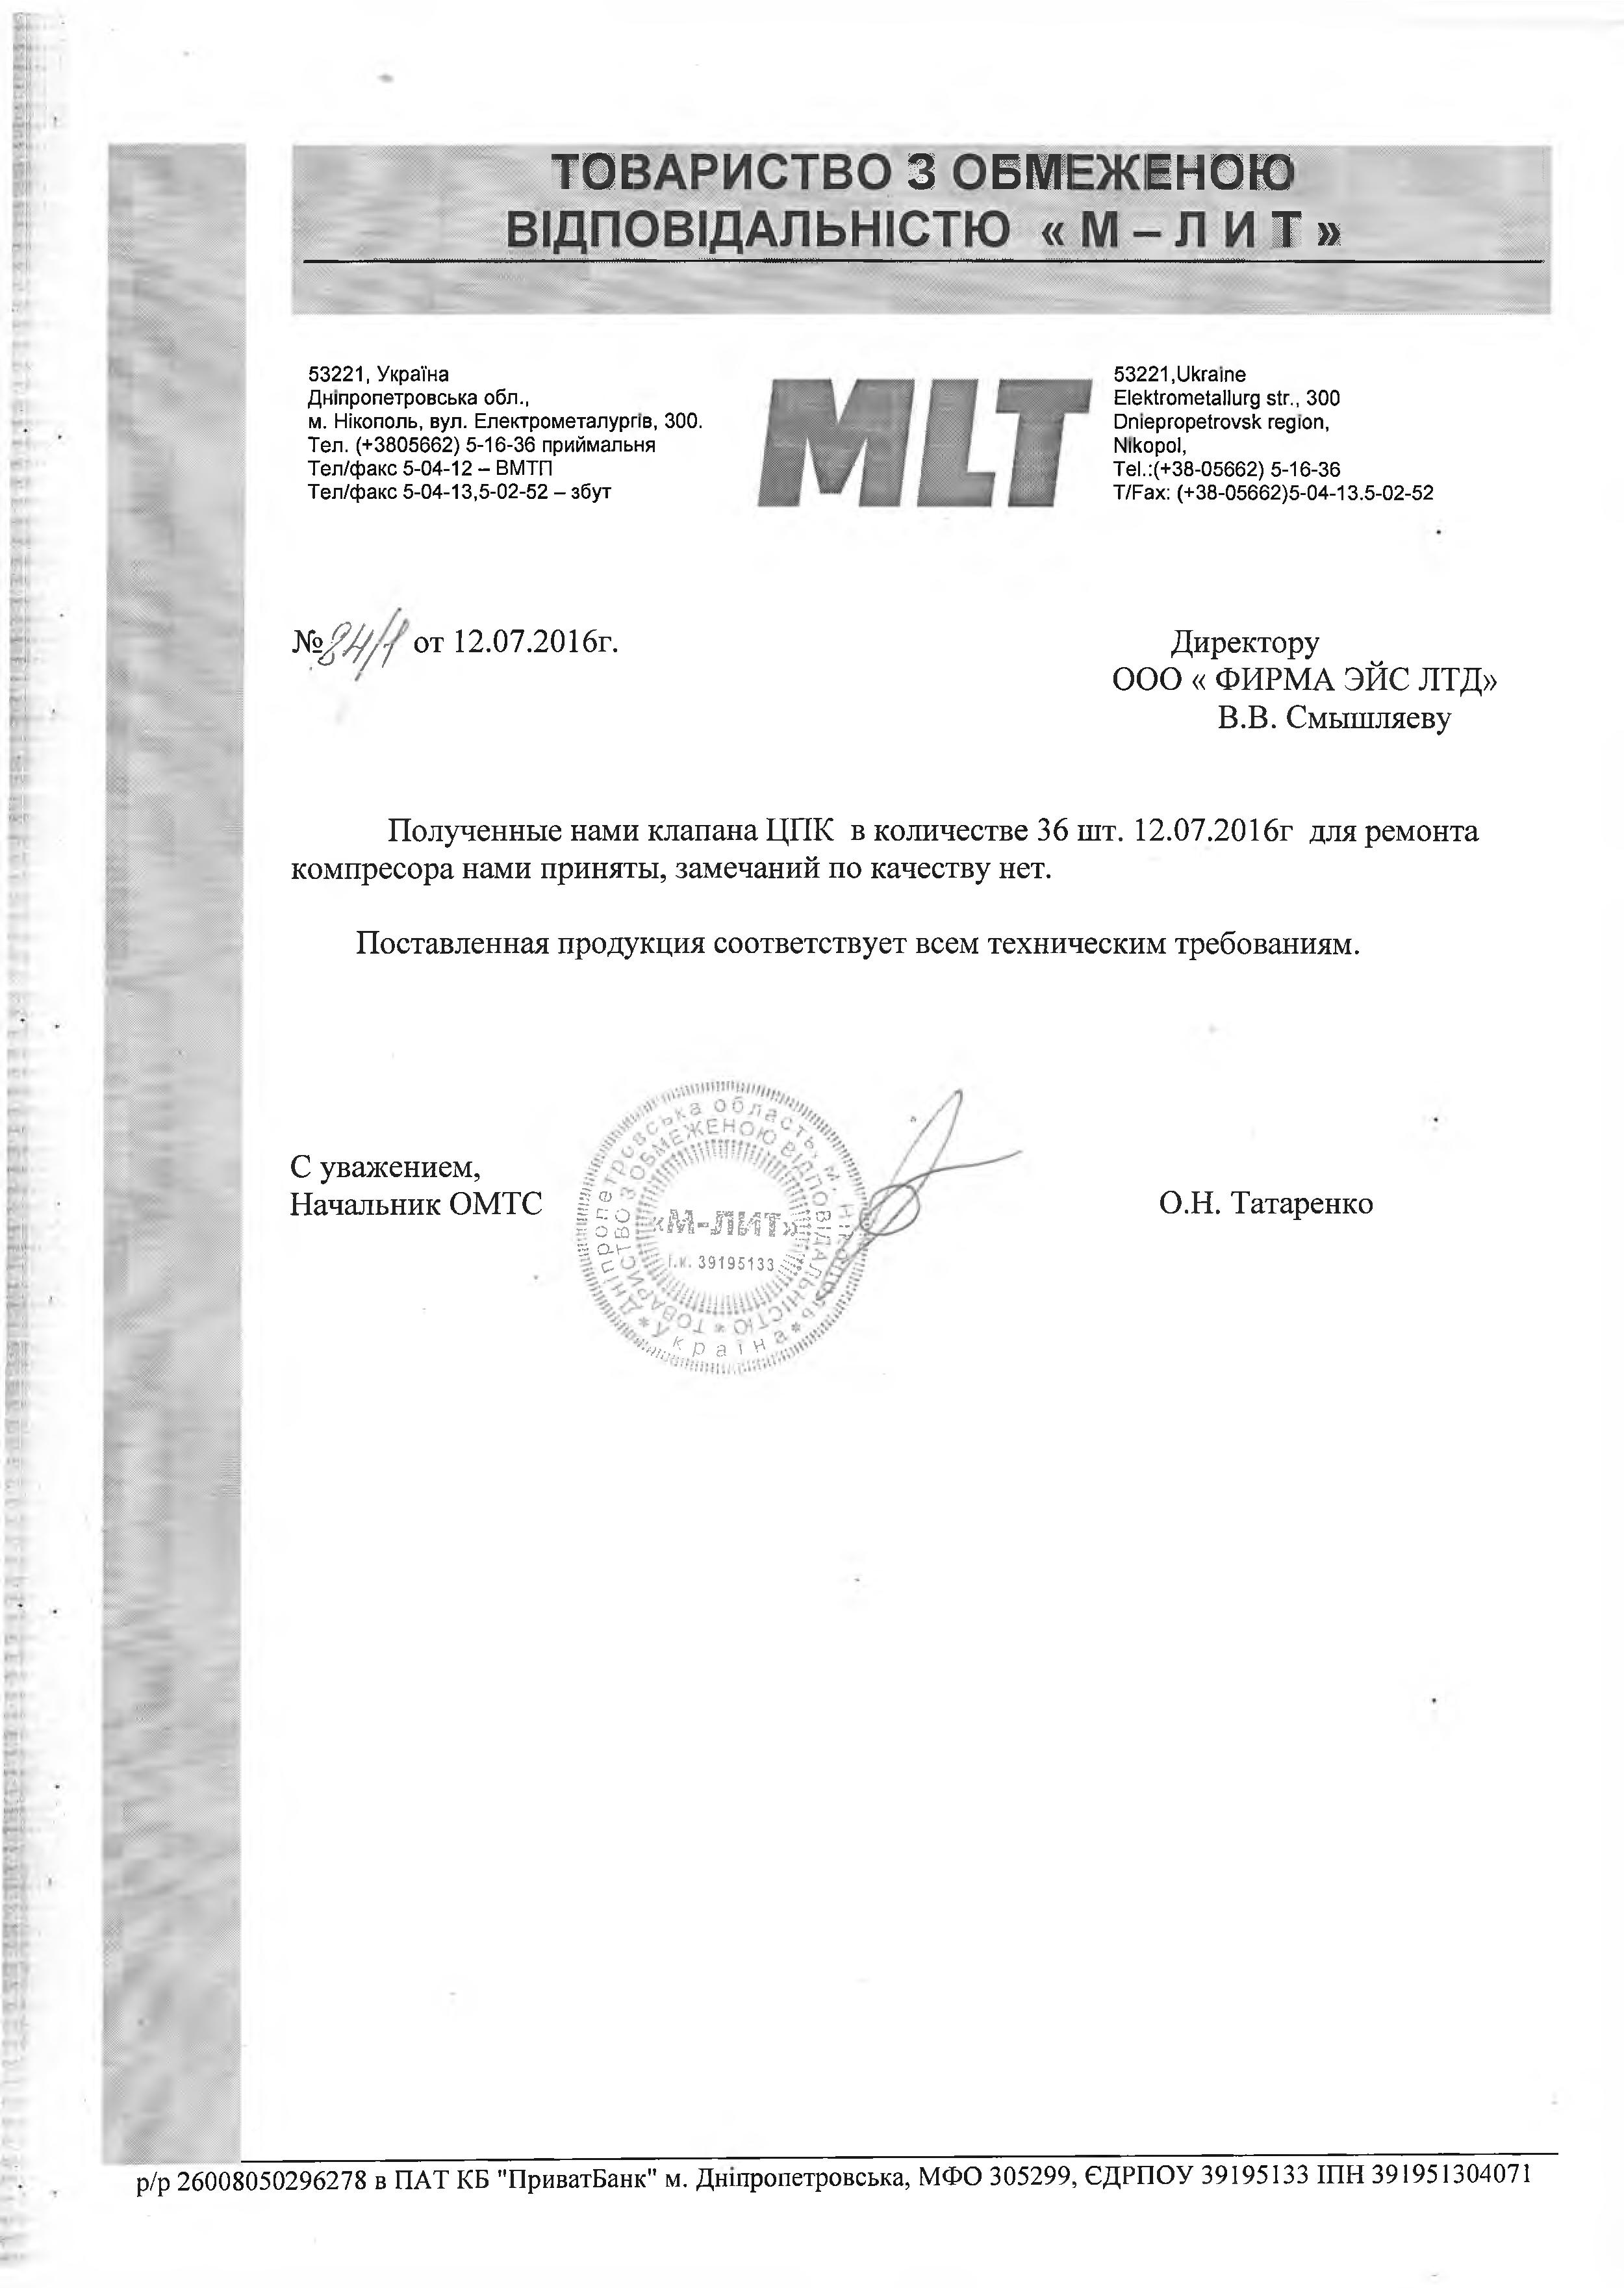 ТОВАРИСТВО З ОБМЕЖЕНОЮ
ВІДПОВІДАЛЬНІСТЮ « М – Л И Т »
53221, Україна
Дніпропетровська обл.,
м. Нікополь, вул. Електрометалургів, 300.
Тел. (+3805662) 5-16-36 приймальня
Тел/факс 5-04-12 – ВМТП
Тел/факс 5-04-13,5-02-52 – збут
MLT
53221,Ukraine
Elektrometallurg str., 300
Dniepropetrovsk region,
Nikopol,
Tel.:(+38-05662) 5-16-36
T/Fax: (+38-05662)5-04-13.5-02-52
№ 84/1 от 12.07.2016г.
Директору
ООО « ФИРМА ЭЙС ЛТД»
В.В. Смышляеву
Полученные нами клапана ЦПК в количестве 36 шт. 12.07.2016г для ремонта
компресора нами приняты, замечаний по качеству нет.
Поставленная продукция соответствует всем техническим требованиям.
С уважением,
Начальник ОМТС
О.Н. Татаренко
* Україна * Дніпропетровська область, м. Нікополь
* ТОВАРИСТВО З ОБМЕЖЕНОЮ ВІДПОВІДАЛЬНІСТЮ
«М-ЛИТ»
і.к. 39195133
р/р 26008050296278 в ПАТ КБ "ПриватБанк" м. Дніпропетровська, МФО 305299, ЄДРПОУ 39195133 ІПН 391951304071